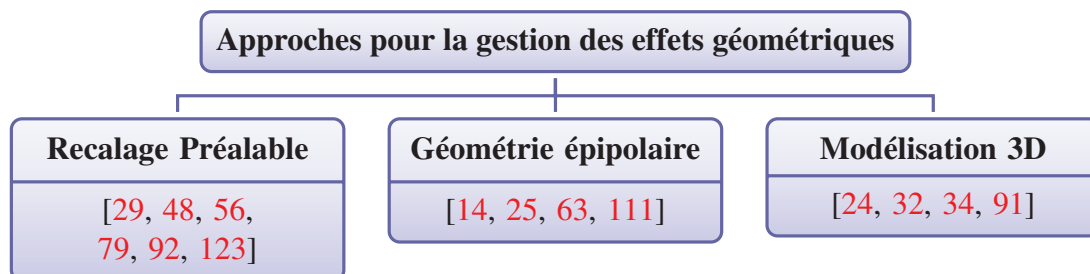 Approches pour la gestion des effets géométriques
Recalage Préalable
[29, 48, 56,
79, 92, 123]
Géométrie épipolaire
[14, 25, 63, 111]
Modélisation 3D
[24, 32, 34, 91]